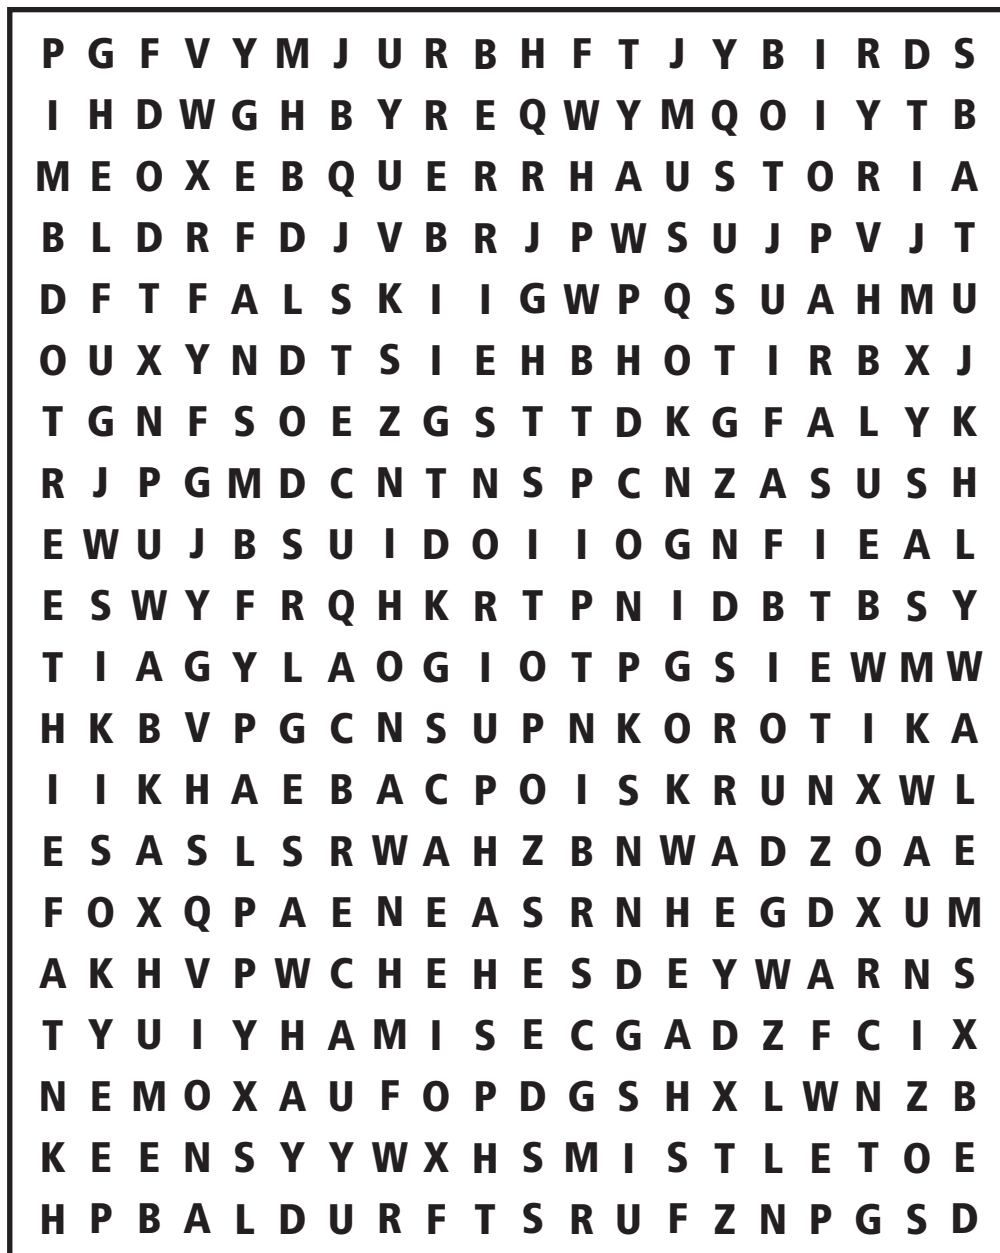 P G F V Y M J U R B H F T J Y B I R D S
I H D W G H B Y R E Q W Y M Q O I Y T B
M E O X E B Q U E R R H A U S T O R I A
B L D R F D J V B R J P W S U J P V J T
D F T F A L S K I I G W P Q S U A H M U
O U X Y N D T S I E H B H O T I R B X J
T G N F S O E Z G S T T D K G F A L Y K
R J P G M D C N T N S P C N Z A S U S H
E W U J B S U I D O I I O G N F I E A L
E S W Y F R Q H K R T P N I D B T B S Y
T I A G Y L A O G I O T P G S I E W M W
H K B V P G C N S U P N K O R O T I K A
I I K H A E B A C P O I S K R U N X W L
E S A S L S R W A H Z B N W A D Z O A E
F O X Q P A E N E A S R N H E G D X U M
A K H V P W C H E H E S D E Y W A R N S
T Y U I Y H A M I S E C G A D Z F C I X
N E M O X A U F O P D G S H X L W N Z B
K E E N S Y Y W X H S M I S T L E T O E
H P B A L D U R F T S R U F Z N P G S D